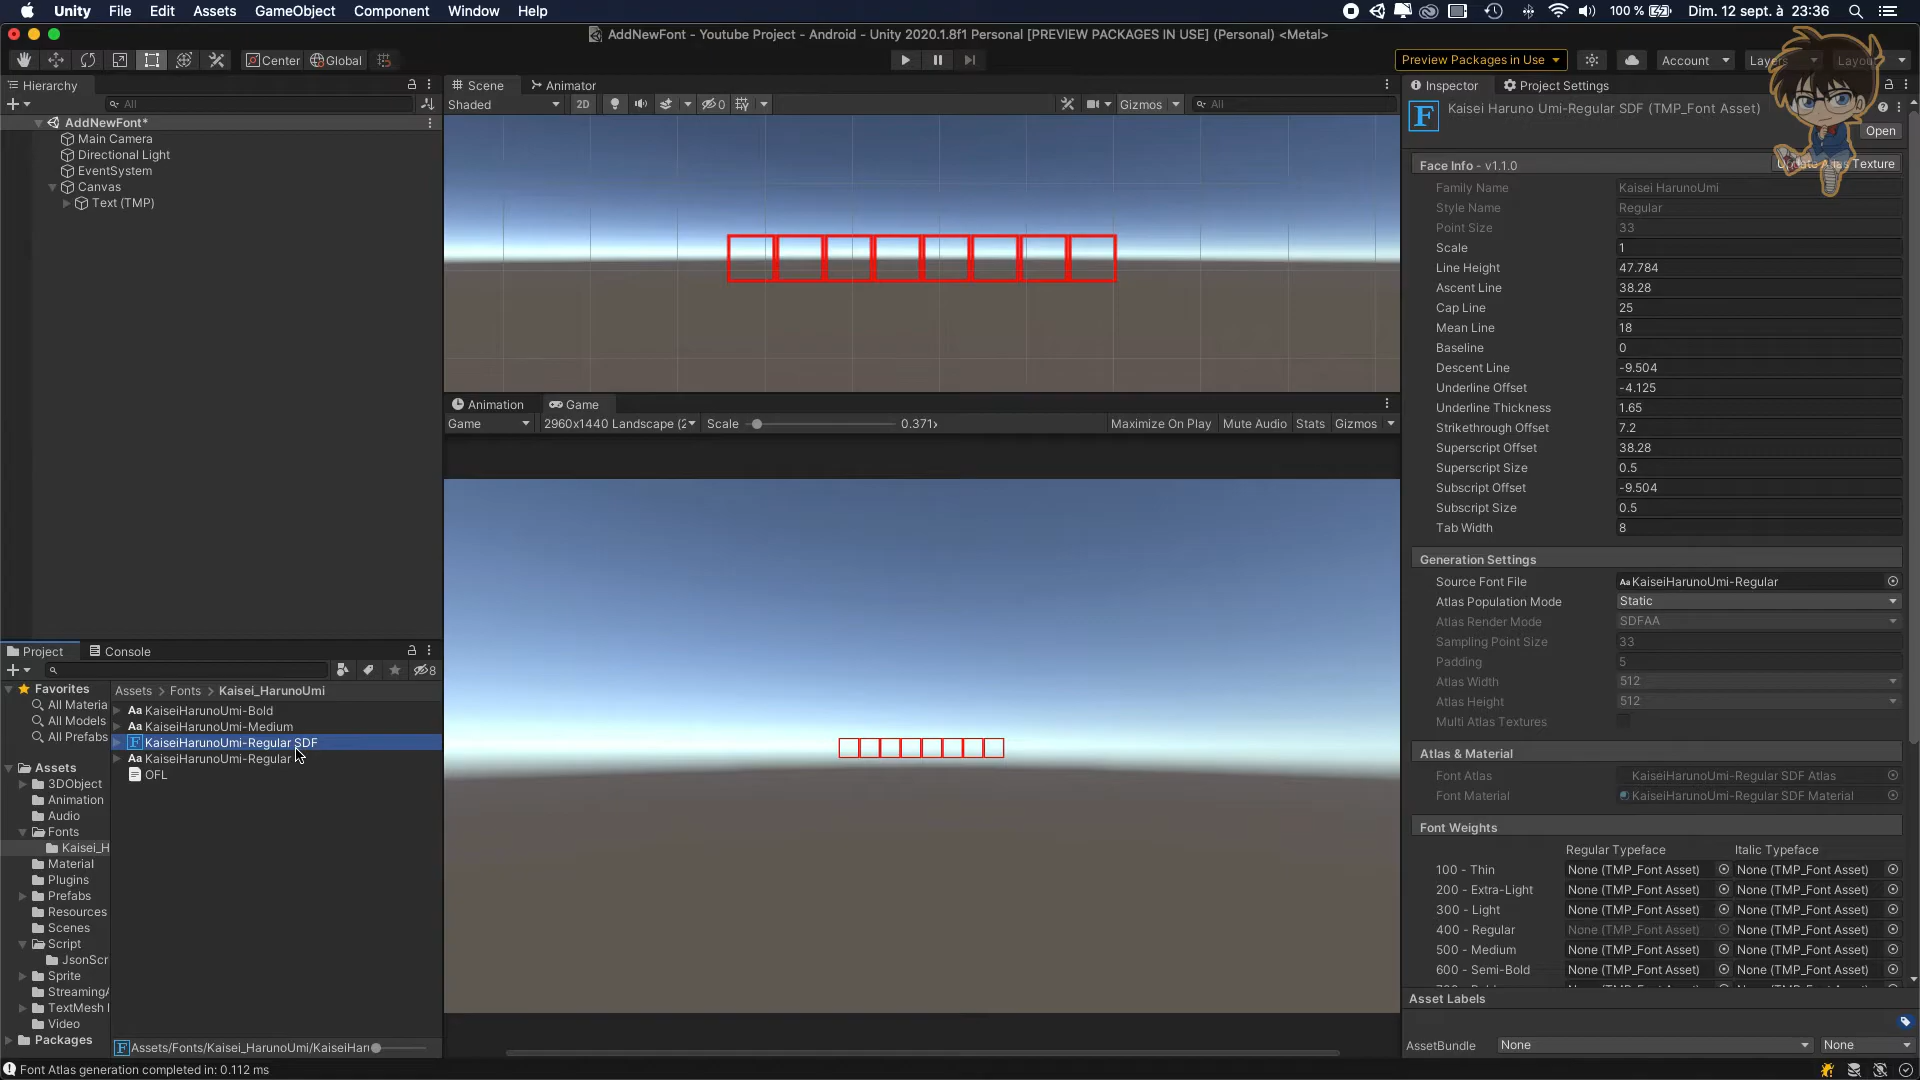 Unity File Edit Assets GameObject Component Window Help
100 % Dim. 12 sept. à 23:36
AddNewFont - Youtube Project - Android - Unity 2020.1.8f1 Personal [PREVIEW PACKAGES IN USE] (Personal) <Metal>
Center Global Preview Packages in Use Account Layers Layout
Hierarchy
All
AddNewFont*
Main Camera
Directional Light
EventSystem
Canvas
Text (TMP)
Scene Animator
Shaded 2D 0 Gizmos All
Animation Game
Game 2960x1440 Landscape (2 Scale 0.371 Maximize On Play Mute Audio Stats Gizmos
Project Console
8
Favorites
All Materia
All Models
All Prefabs
Assets
3DObject
Animation
Audio
Fonts
Kaisei_H
Material
Plugins
Prefabs
Resources
Scenes
Script
JsonScr
Sprite
StreamingA
TextMesh
Video
Packages
Assets > Fonts > Kaisei_HarunoUmi
KaiseiHarunoUmi-Bold
KaiseiHarunoUmi-Medium
KaiseiHarunoUmi-Regular SDF
KaiseiHarunoUmi-Regular
OFL
Assets/Fonts/Kaisei_HarunoUmi/KaiseiHaru
Font Atlas generation completed in: 0.112 ms
Inspector Project Settings
Kaisei Haruno Umi-Regular SDF (TMP_Font Asset)
Open
Face Info - v1.1.0 Texture
Family Name Kaisei HarunoUmi
Style Name Regular
Point Size 33
Scale 1
Line Height 47.784
Ascent Line 38.28
Cap Line 25
Mean Line 18
Baseline 0
Descent Line -9.504
Underline Offset -4.125
Underline Thickness 1.65
Strikethrough Offset 7.2
Superscript Offset 38.28
Superscript Size 0.5
Subscript Offset -9.504
Subscript Size 0.5
Tab Width 8
Generation Settings
Source Font File KaiseiHarunoUmi-Regular
Atlas Population Mode Static
Atlas Render Mode SDFAA
Sampling Point Size 33
Padding 5
Atlas Width 512
Atlas Height 512
Multi Atlas Textures
Atlas & Material
Font Atlas KaiseiHarunoUmi-Regular SDF Atlas
Font Material KaiseiHarunoUmi-Regular SDF Material
Font Weights
Regular Typeface Italic Typeface
100 - Thin None (TMP_Font Asset) None (TMP_Font Asset)
200 - Extra-Light None (TMP_Font Asset) None (TMP_Font Asset)
300 - Light None (TMP_Font Asset) None (TMP_Font Asset)
400 - Regular None (TMP_Font Asset) None (TMP_Font Asset)
500 - Medium None (TMP_Font Asset) None (TMP_Font Asset)
600 - Semi-Bold None (TMP_Font Asset) None (TMP_Font Asset)
Asset Labels
AssetBundle None None